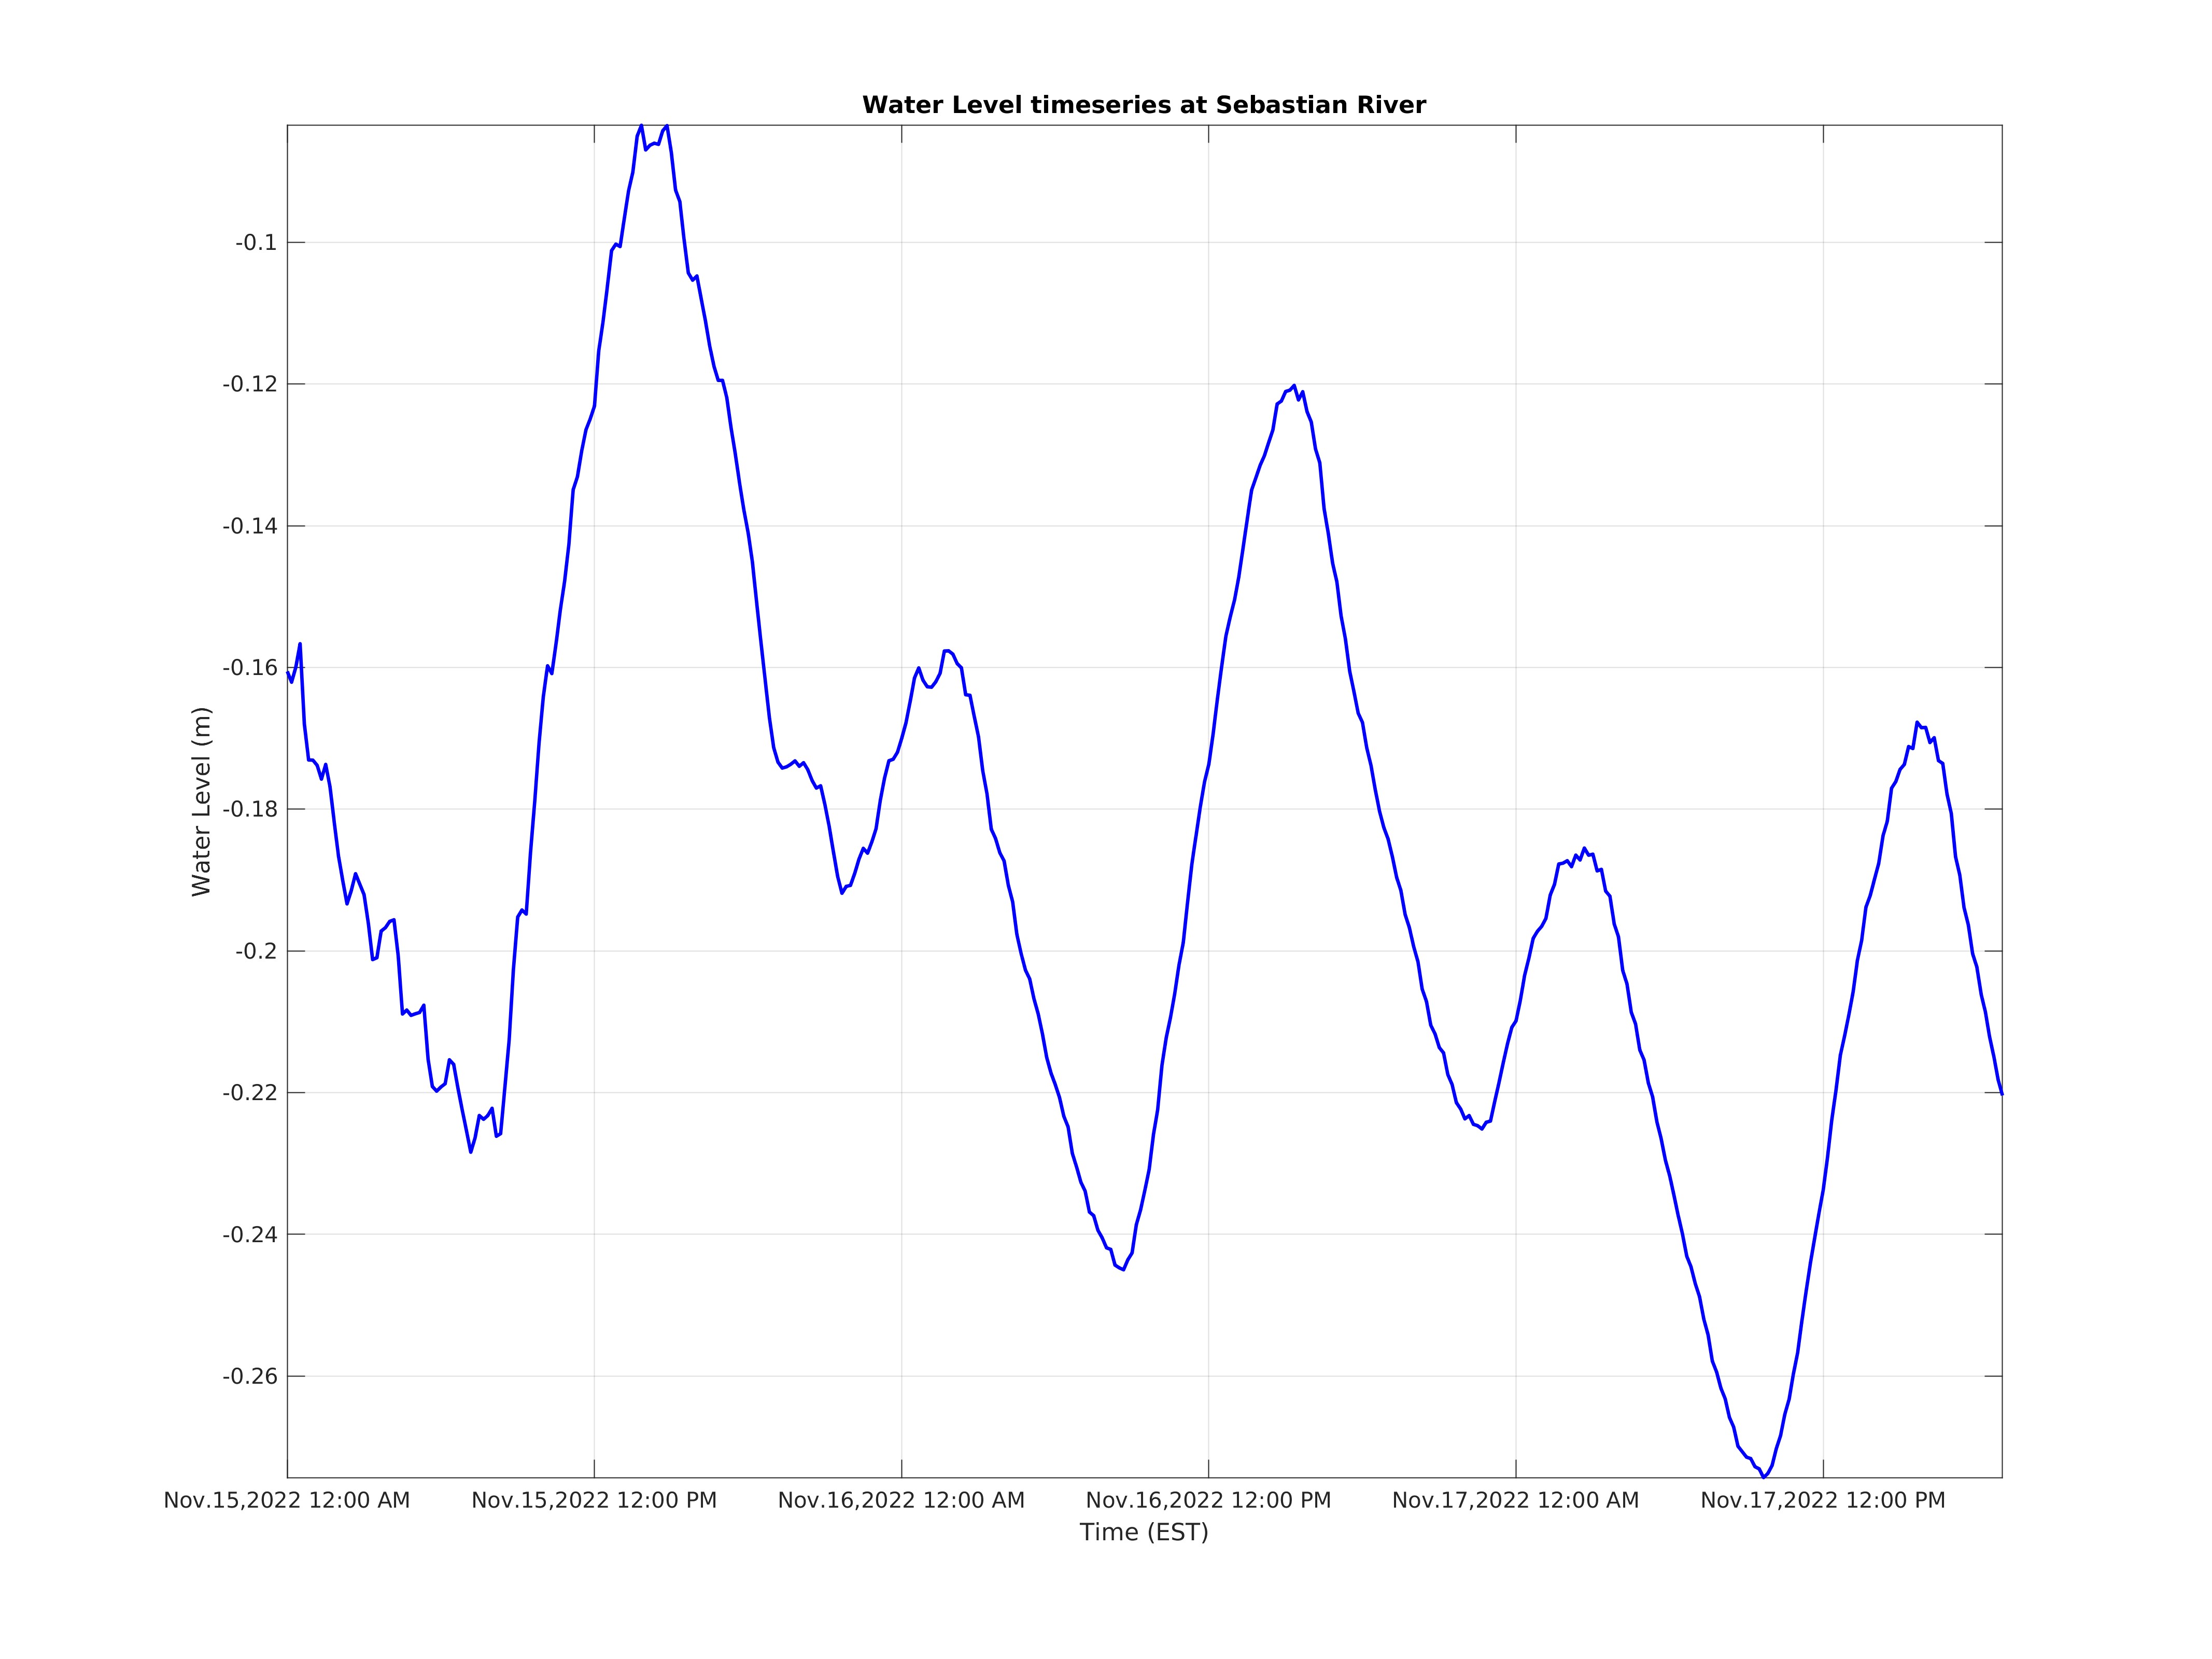 Water Level timeseries at Sebastian River
Water Level (m)
-0.1
-0.12
-0.14
-0.16
-0.18
-0.2
-0.22
-0.24
-0.26
Nov.15,2022 12:00 AM
Nov.15,2022 12:00 PM
Nov.16,2022 12:00 AM
Nov.16,2022 12:00 PM
Nov.17,2022 12:00 AM
Nov.17,2022 12:00 PM
Time (EST)